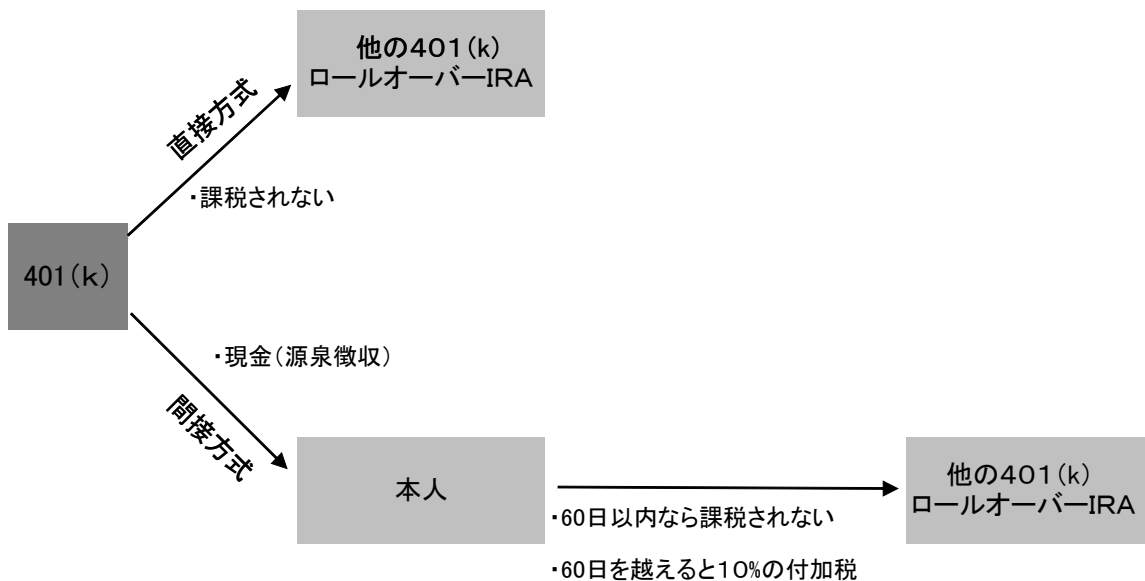 他の４０１(k)
ロールオーバーIRA
直接方式
・課税されない
401(ｋ)
・現金(源泉徴収)
間接方式
本人
他の４０１(k)
ロールオーバーIRA
・60日以内なら課税されない
・60日を越えると１０%の付加税